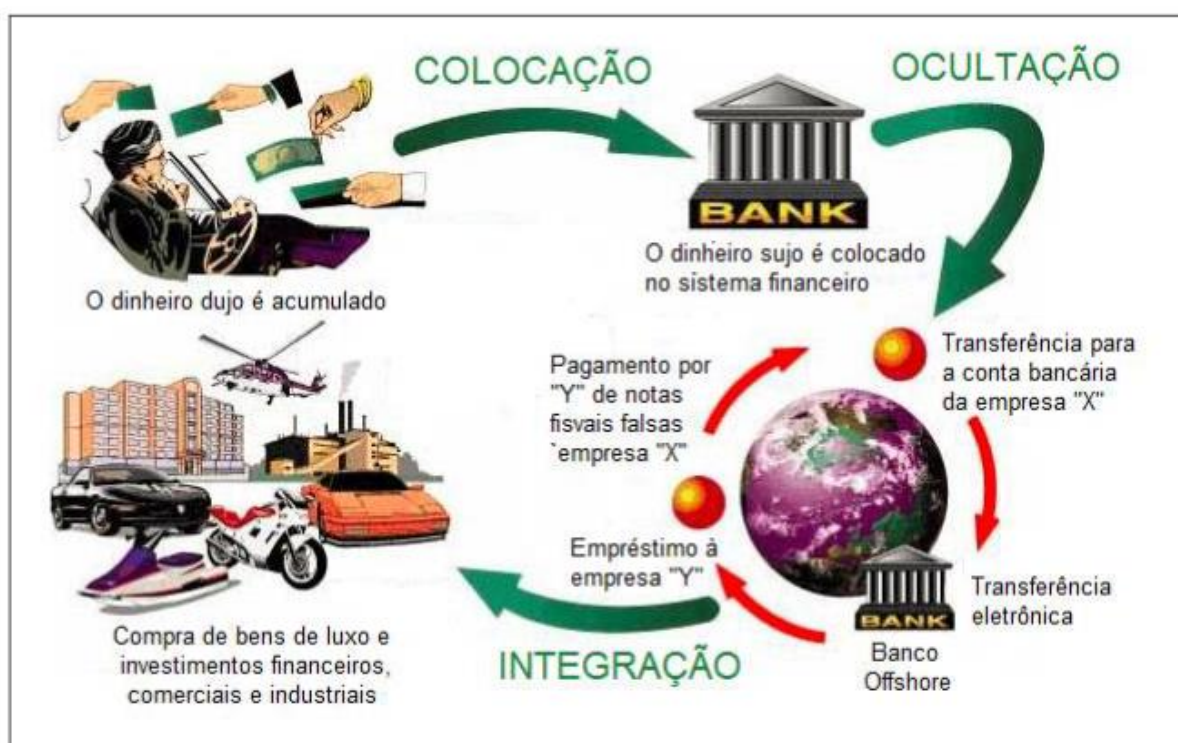 COLOCAÇÃO
OCULTAÇÃO
BANK
O dinheiro dujo é acumulado
O dinheiro sujo é colocado
no sistema financeiro
Transferência para
a conta bancária
da empresa "X"
Pagamento por
"Y" de notas
fisvais falsas
`empresa "X"
Empréstimo à
empresa "Y"
Transferência
eletrônica
BANK
Banco
Offshore
INTEGRAÇÃO
Compra de bens de luxo e
investimentos financeiros,
comerciais e industriais